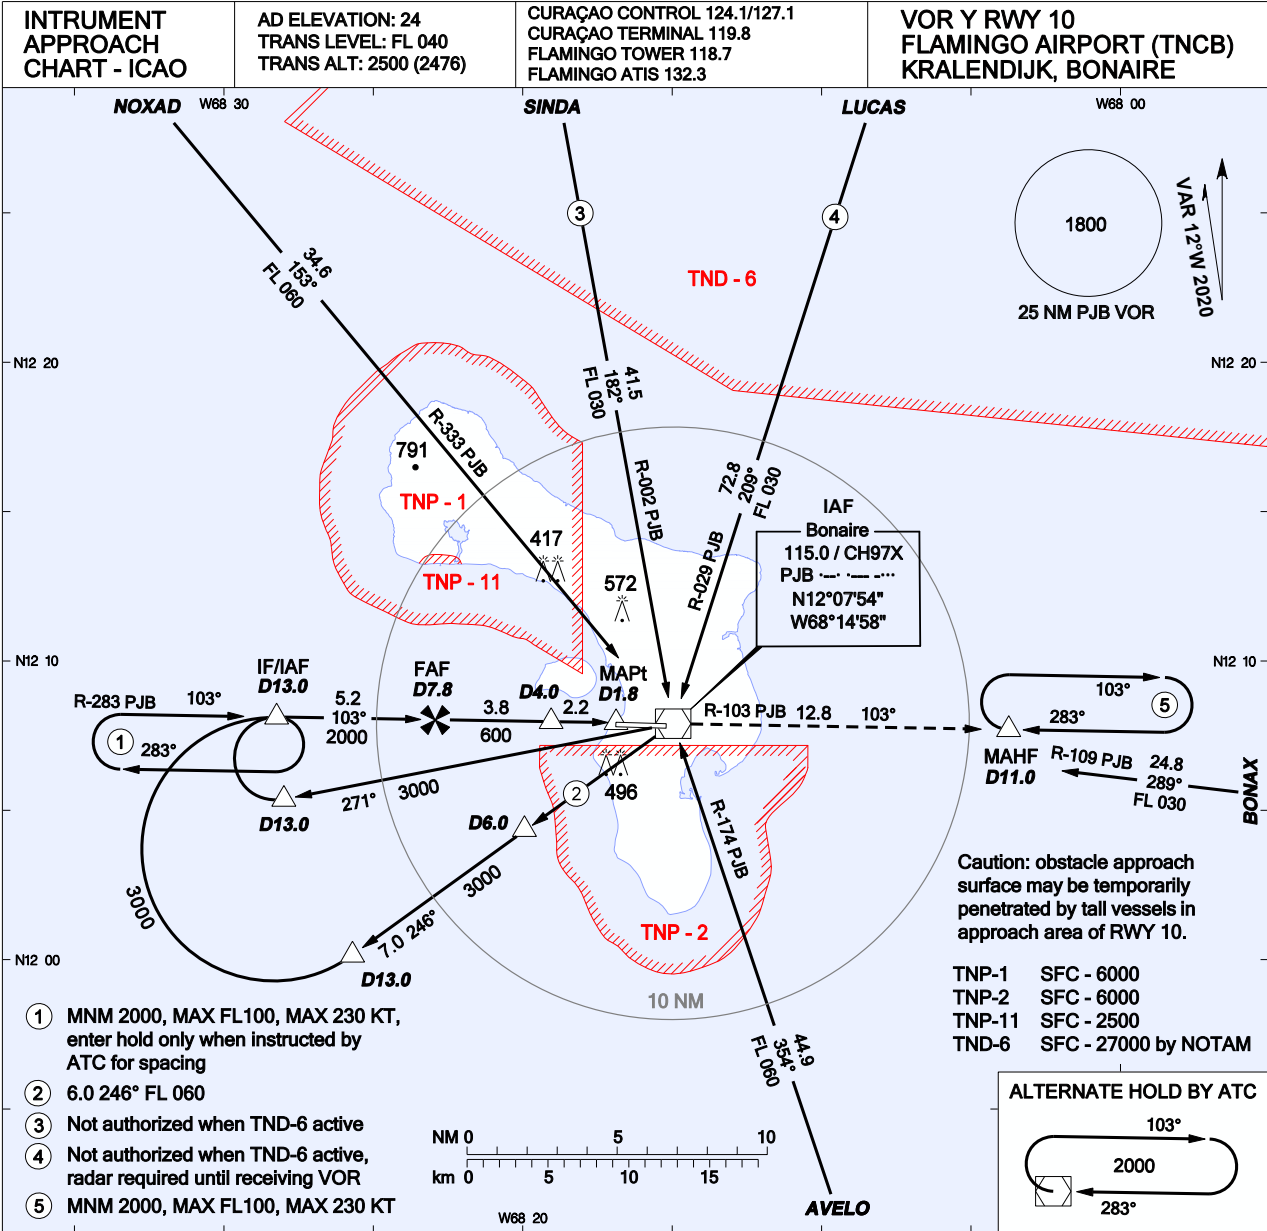 INTRUMENT
APPROACH
CHART - ICAO
AD ELEVATION: 24
TRANS LEVEL: FL 040
TRANS ALT: 2500 (2476)
CURAÇAO CONTROL 124.1/127.1
CURAÇAO TERMINAL 119.8
FLAMINGO TOWER 118.7
FLAMINGO ATIS 132.3
VOR Y RWY 10
FLAMINGO AIRPORT (TNCB)
KRALENDIJK, BONAIRE
NOXAD
W68 30
SINDA
LUCAS
W68 00
3
4
1800
25 NM PJB VOR
VAR 12°W 2020
TND - 6
34.6
153°
FL 060
N12 20
N12 20
41.5
182°
FL 030
R-333 PJB
791
TNP - 1
R-002 PJB
72.8
209°
FL 030
R-029 PJB
IAF
Bonaire
115.0 / CH97X
PJB ·--· ·--- -···
N12°07'54"
W68°14'58"
417
TNP - 11
572
N12 10
N12 10
IF/IAF
D13.0
FAF
D7.8
D4.0
MAPt
D1.8
R-283 PJB
103°
5.2
103°
2000
3.8
600
2.2
R-103 PJB
12.8
103°
103°
5
283°
1
283°
MAHF
D11.0
R-109 PJB
24.8
289°
FL 030
BONAX
271°
3000
D13.0
2
496
D6.0
R-174 PJB
3000
3000
7.0 246°
D13.0
TNP - 2
N12 00
10 NM
Caution: obstacle approach
surface may be temporarily
penetrated by tall vessels in
approach area of RWY 10.
TNP-1 SFC - 6000
TNP-2 SFC - 6000
TNP-11 SFC - 2500
TND-6 SFC - 27000 by NOTAM
44.9
354°
FL 060
1 MNM 2000, MAX FL100, MAX 230 KT,
enter hold only when instructed by
ATC for spacing
2 6.0 246° FL 060
3 Not authorized when TND-6 active
4 Not authorized when TND-6 active,
radar required until receiving VOR
5 MNM 2000, MAX FL100, MAX 230 KT
NM 0 5 10
km 0 5 10 15
W68 20
AVELO
ALTERNATE HOLD BY ATC
103°
2000
283°